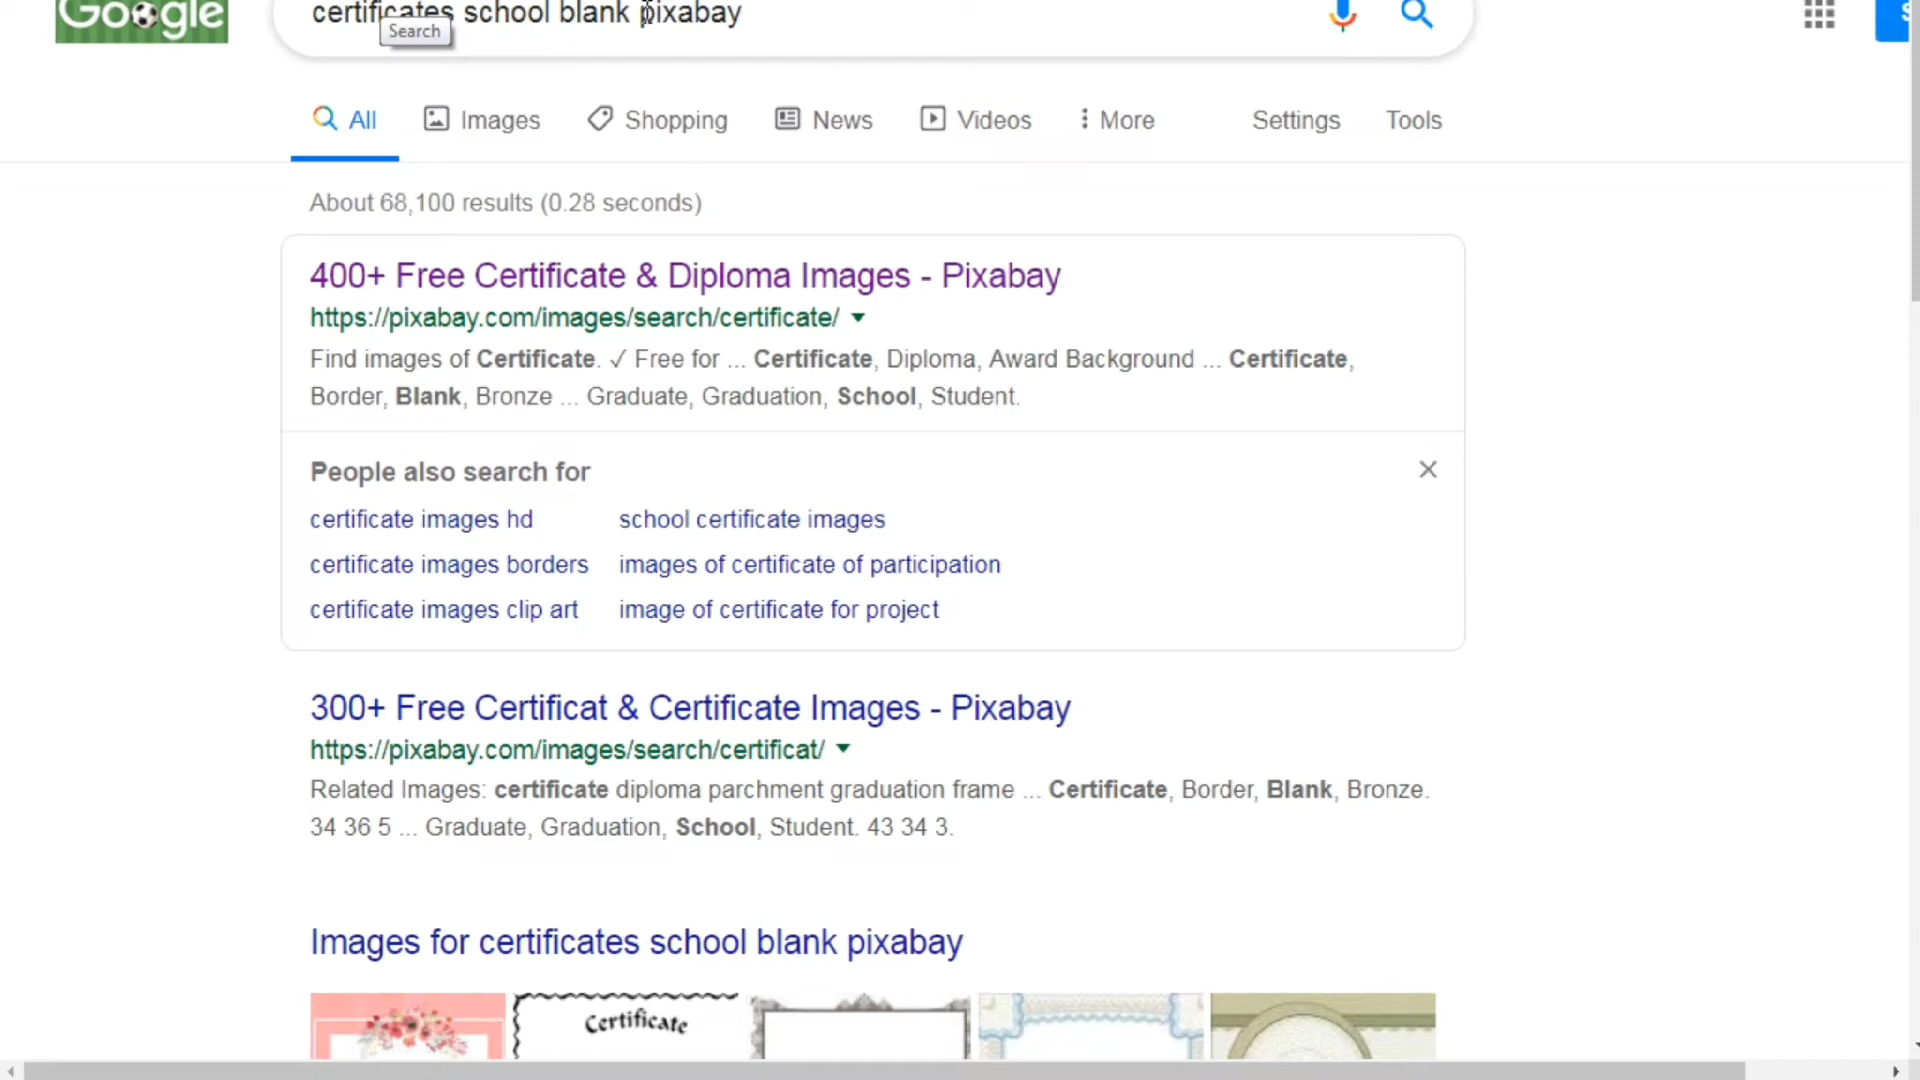 Google
certificates school blank pixabay
Search
All
Images
Shopping
News
Videos
More
Settings
Tools
About 68,100 results (0.28 seconds)
400+ Free Certificate & Diploma Images - Pixabay
https://pixabay.com/images/search/certificate/
Find images of Certificate. ✓ Free for ... Certificate, Diploma, Award Background ... Certificate,
Border, Blank, Bronze ... Graduate, Graduation, School, Student.
People also search for
certificate images hd
school certificate images
certificate images borders
images of certificate of participation
certificate images clip art
image of certificate for project
300+ Free Certificat & Certificate Images - Pixabay
https://pixabay.com/images/search/certificat/
Related Images: certificate diploma parchment graduation frame ... Certificate, Border, Blank, Bronze.
34 36 5 ... Graduate, Graduation, School, Student. 43 34 3.
Images for certificates school blank pixabay
Certificate